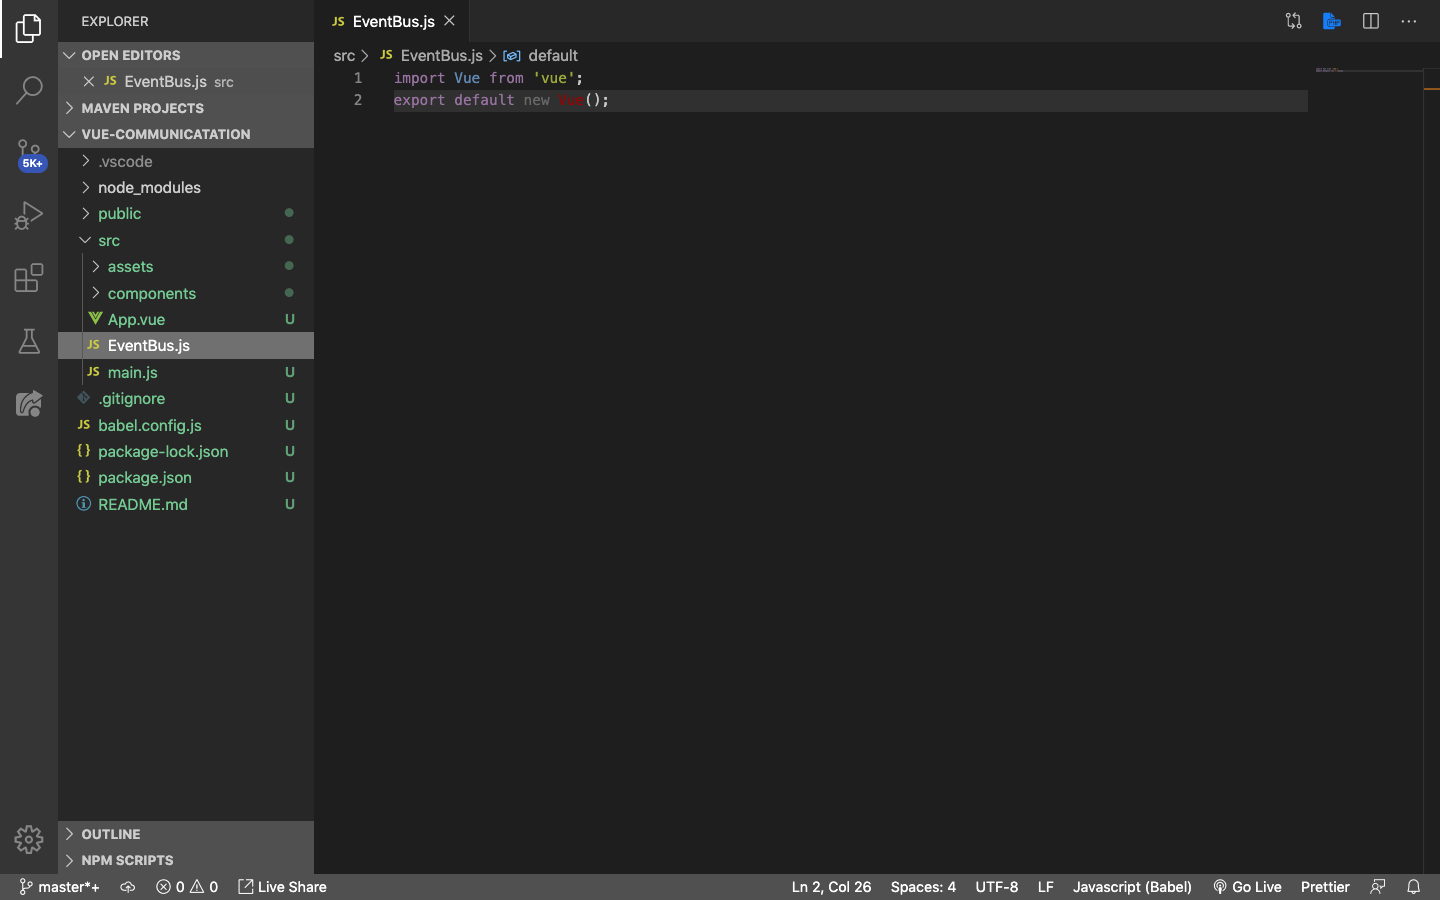 EXPLORER
OPEN EDITORS
JS EventBus.js src
MAVEN PROJECTS
VUE-COMMUNICATATION
.vscode
node_modules
public
src
assets
components
App.vue U
JS EventBus.js
JS main.js U
.gitignore U
JS babel.config.js U
{} package-lock.json U
{} package.json U
README.md U
OUTLINE
NPM SCRIPTS
5K+
JS EventBus.js
src > JS EventBus.js > default
1 import Vue from 'vue';
2 export default new Vue();
master*+ 0 0 Live Share Ln 2, Col 26 Spaces: 4 UTF-8 LF Javascript (Babel) Go Live Prettier